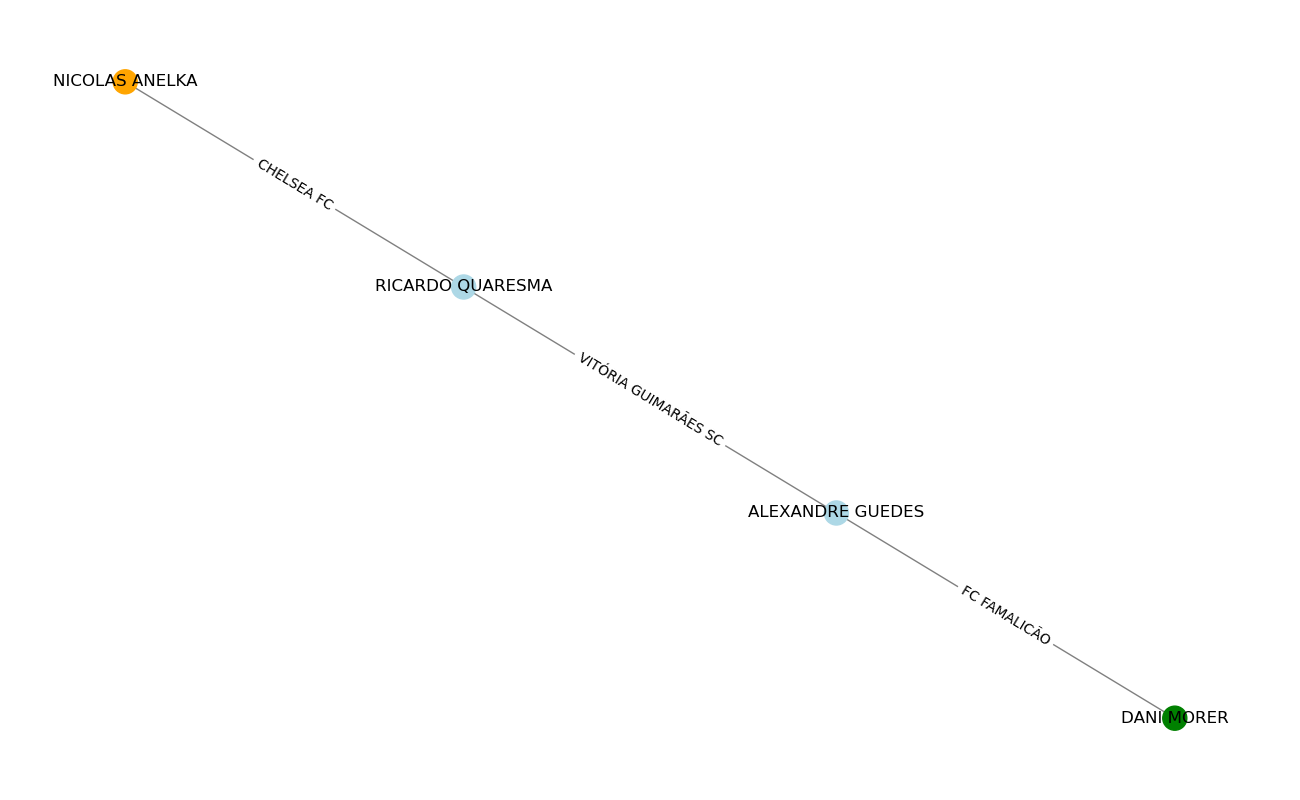 NICOLAS ANELKA
CHELSEA FC
RICARDO QUARESMA
VITÓRIA GUIMARÃES SC
ALEXANDRE GUEDES
FC FAMALICÃO
DANI MORER